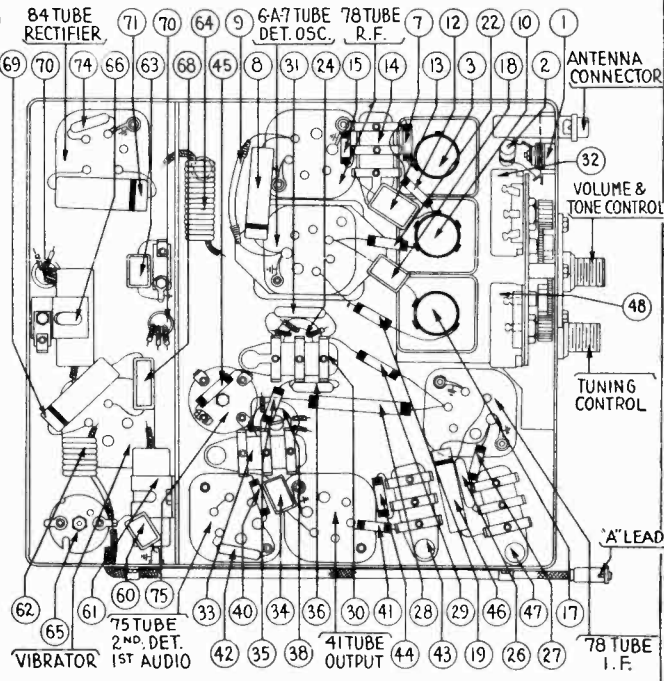 84 TUBE
RECTIFIER
6-A-7 TUBE
DET. OSC.
78 TUBE
R.F.
71 70 64 9 7 12 22 10 1
69 70 74 66 63 68 45 8 31 24 15 14 13 3 18 2
ANTENNA
CONNECTOR
32
VOLUME &
TONE CONTROL
48
TUNING
CONTROL
"A" LEAD
62 61 60 75 33 40 34 36 30 41 28 29 46 47 17
65 42 35 38 44 43 19 26 27
VIBRATOR
75 TUBE
2ND. DET.
1ST AUDIO
41 TUBE
OUTPUT
78 TUBE
I.F.